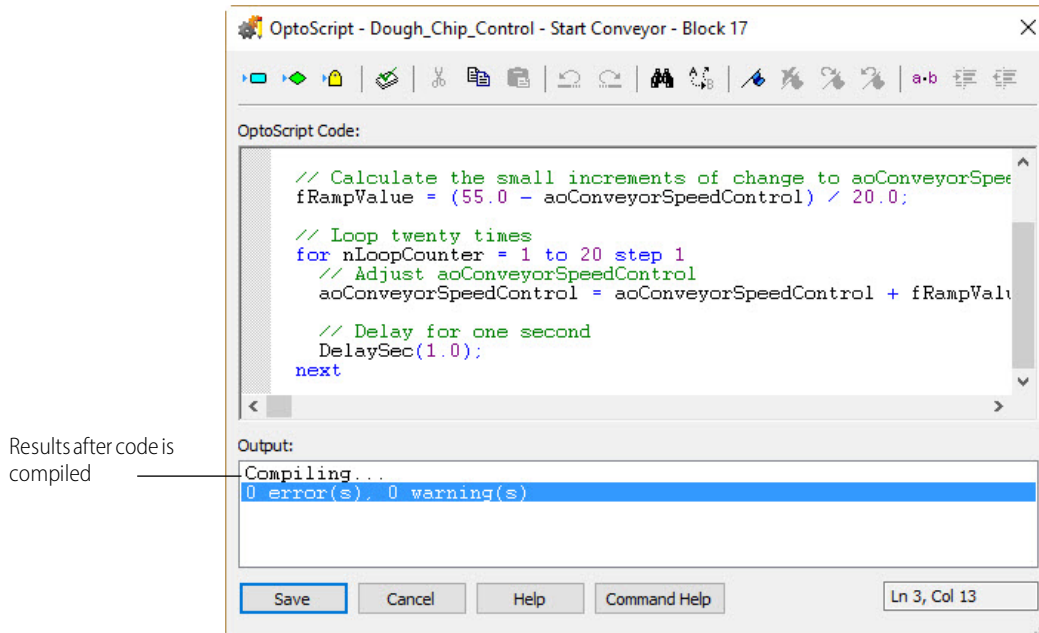 OptoScript - Dough_Chip_Control - Start Conveyor - Block 17
a•b
OptoScript Code:
// Calculate the small increments of change to aoConveyorSpee
fRampValue = (55.0 - aoConveyorSpeedControl) / 20.0;
// Loop twenty times
for nLoopCounter = 1 to 20 step 1
// Adjust aoConveyorSpeedControl
aoConveyorSpeedControl = aoConveyorSpeedControl + fRampValu
// Delay for one second
DelaySec(1.0);
next
Results after code is
compiled
Output:
Compiling...
0 error(s), 0 warning(s)
Save Cancel Help Command Help Ln 3, Col 13